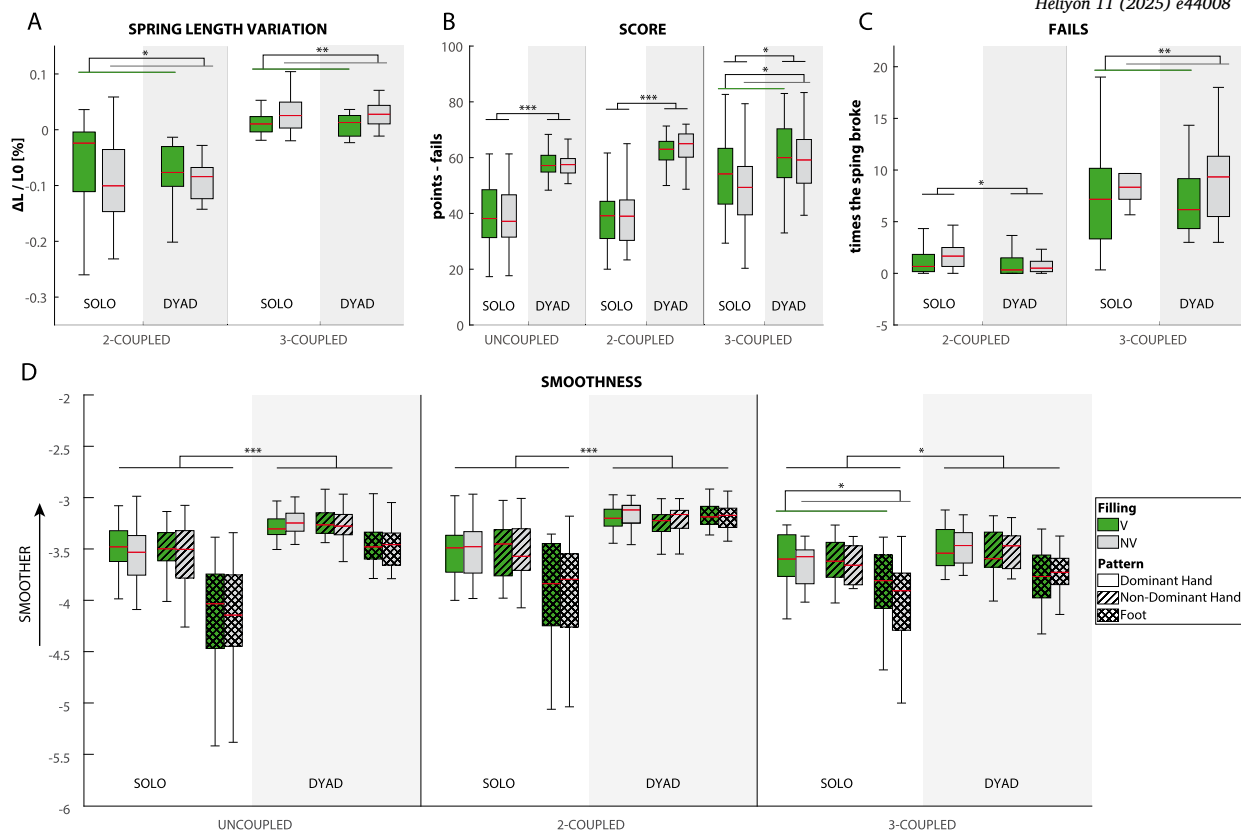 Heliyon 11 (2025) e44008
A
SPRING LENGTH VARIATION
ΔL / L0 [%]
0.1
0
-0.1
-0.2
-0.3
*
**
SOLO
DYAD
SOLO
DYAD
2-COUPLED
3-COUPLED
B
SCORE
points - fails
100
80
60
40
20
0
***
***
*
*
SOLO
DYAD
SOLO
DYAD
SOLO
DYAD
UNCOUPLED
2-COUPLED
3-COUPLED
C
FAILS
times the sping broke
20
15
10
5
0
-5
*
**
SOLO
DYAD
SOLO
DYAD
2-COUPLED
3-COUPLED
D
SMOOTHNESS
SMOOTHER
-2
-2.5
-3
-3.5
-4
-4.5
-5
-5.5
-6
***
***
*
*
SOLO
DYAD
SOLO
DYAD
SOLO
DYAD
UNCOUPLED
2-COUPLED
3-COUPLED
Filling
V
NV
Pattern
Dominant Hand
Non-Dominant Hand
Foot